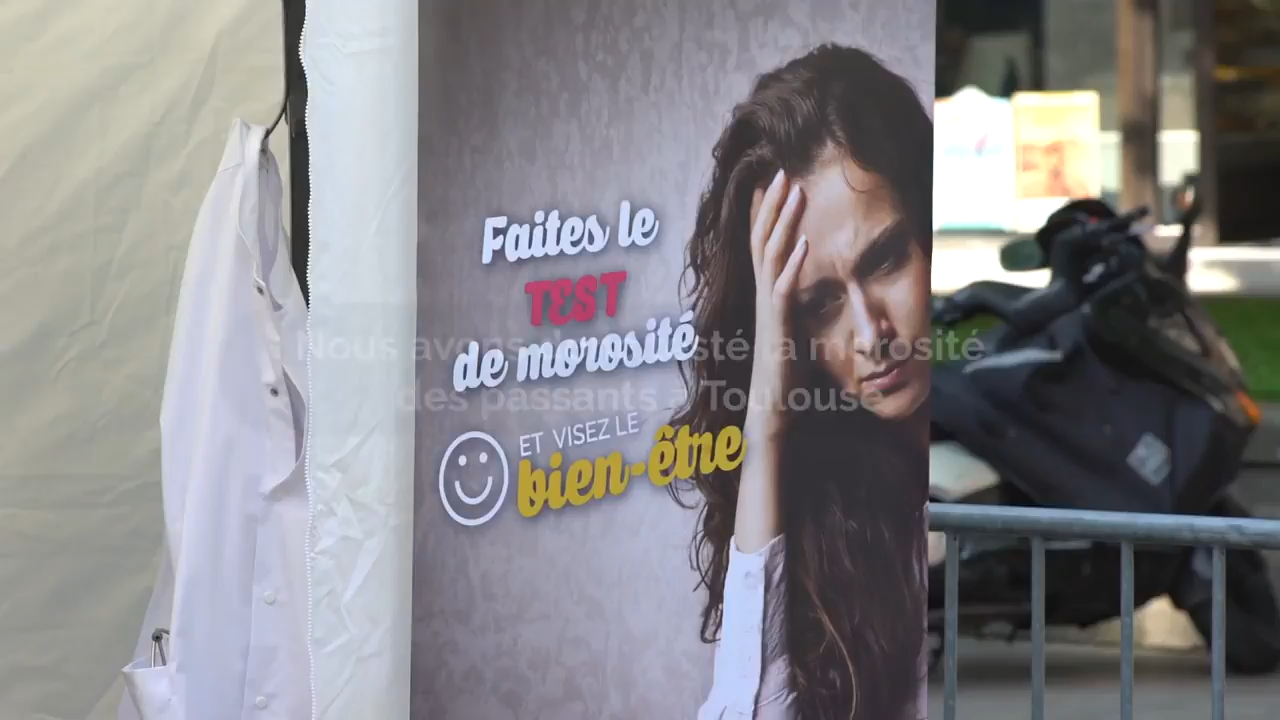 Faites le
TEST
de morosité
ET VISEZ LE
bien-être
Nous avons testé la morosité
des passants à Toulouse